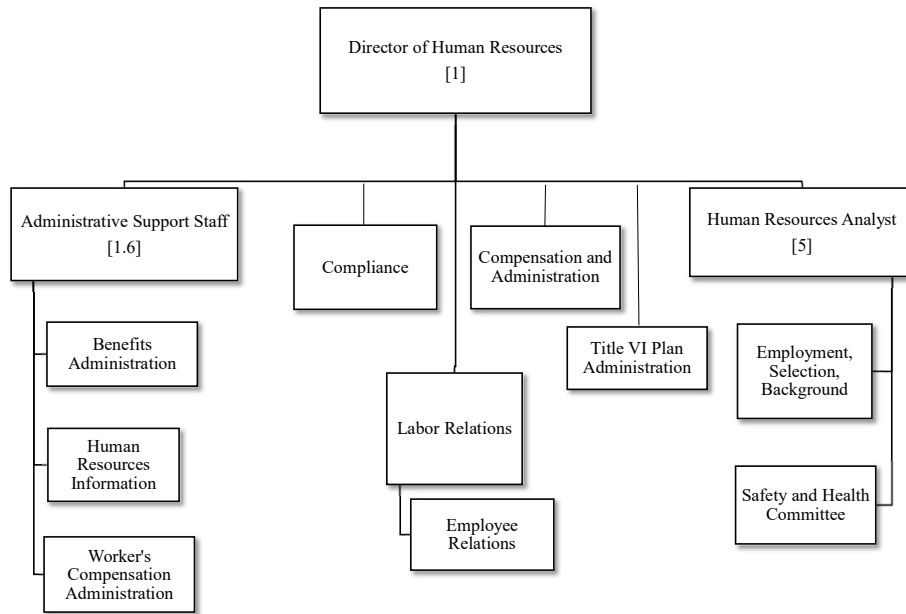 Director of Human Resources
[1]
Administrative Support Staff
[1.6]
Compliance
Compensation and
Administration
Human Resources Analyst
[5]
Benefits
Administration
Title VI Plan
Administration
Employment,
Selection,
Background
Labor Relations
Human
Resources
Information
Safety and Health
Committee
Employee
Relations
Worker's
Compensation
Administration